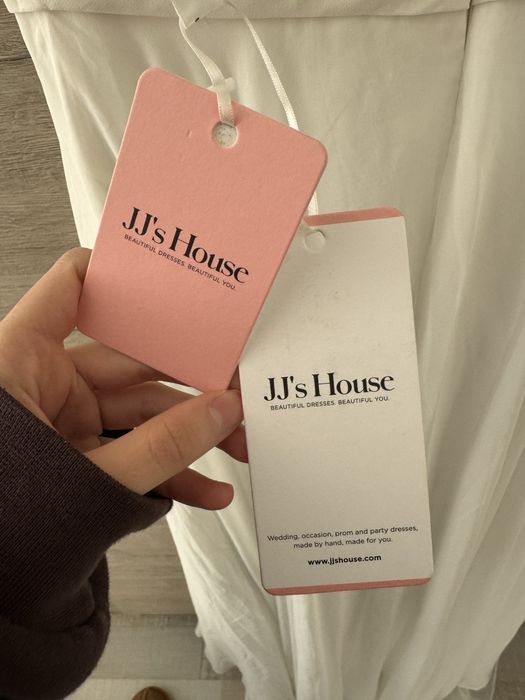 JJ's House
BEAUTIFUL DRESSES. BEAUTIFUL YOU.
JJ's House
BEAUTIFUL DRESSES. BEAUTIFUL YOU.
Wedding, occasion, prom and party dresses,
made by hand, made for you.
www.jjshouse.com